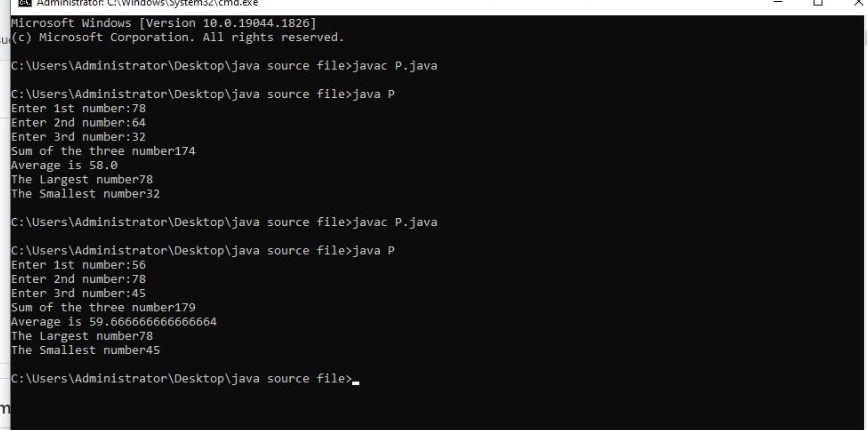 Administrator: C:\Windows\System32\cmd.exe
Microsoft Windows [Version 10.0.19044.1826]
(c) Microsoft Corporation. All rights reserved.
C:\Users\Administrator\Desktop\java source file>javac P.java
C:\Users\Administrator\Desktop\java source file>java P
Enter 1st number:78
Enter 2nd number:64
Enter 3rd number:32
Sum of the three number174
Average is 58.0
The Largest number78
The Smallest number32
C:\Users\Administrator\Desktop\java source file>javac P.java
C:\Users\Administrator\Desktop\java source file>java P
Enter 1st number:56
Enter 2nd number:78
Enter 3rd number:45
Sum of the three number179
Average is 59.666666666666664
The Largest number78
The Smallest number45
C:\Users\Administrator\Desktop\java source file>